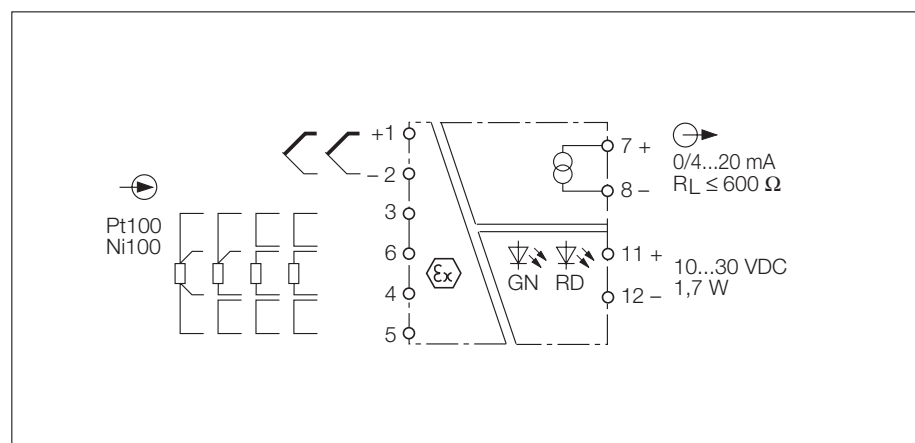 +1
−2
3
6
4
5
Pt100
Ni100
εx
GN
RD
7 +
8 −
0/4...20 mA
RL ≤ 600 Ω
11 +
12 −
10...30 VDC
1,7 W